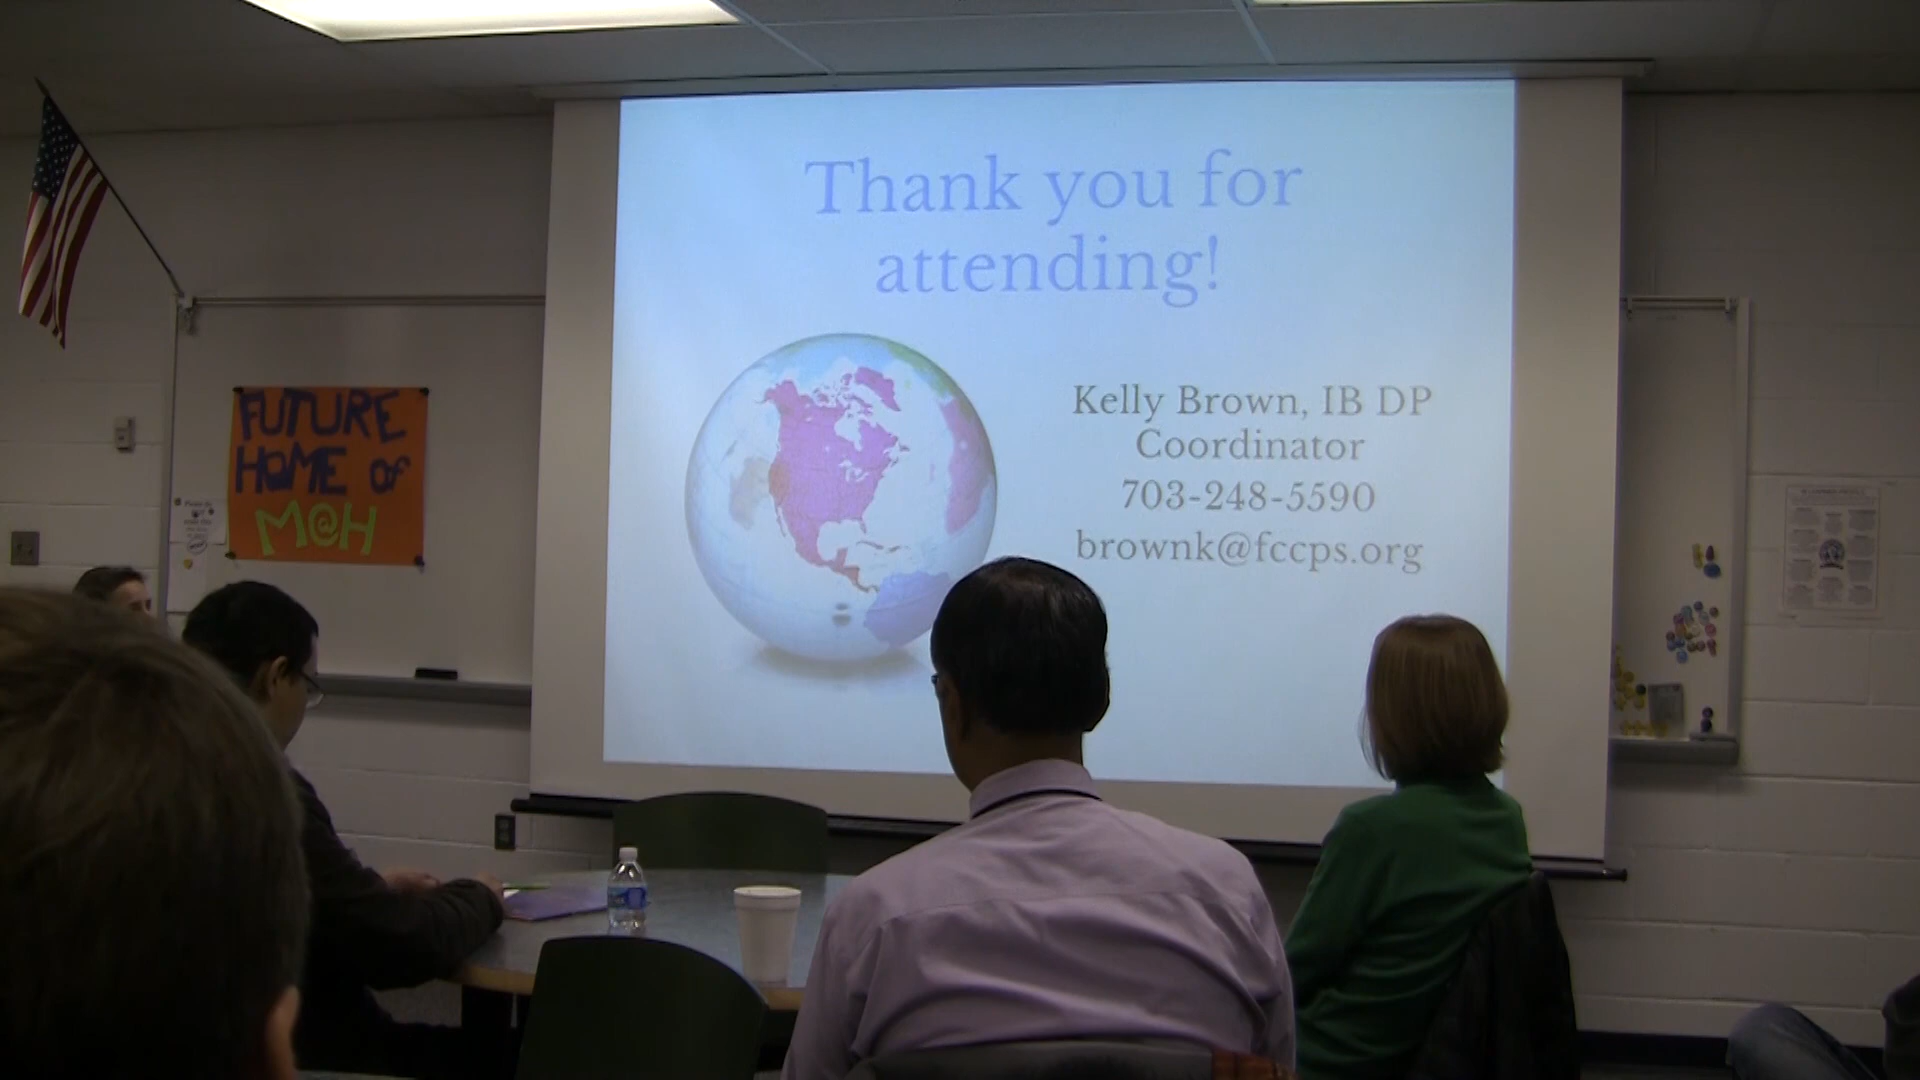 Thank you for
attending!
Kelly Brown, IB DP
Coordinator
703-248-5590
brownk@fccps.org
FUTURE
HOME OF
M@H